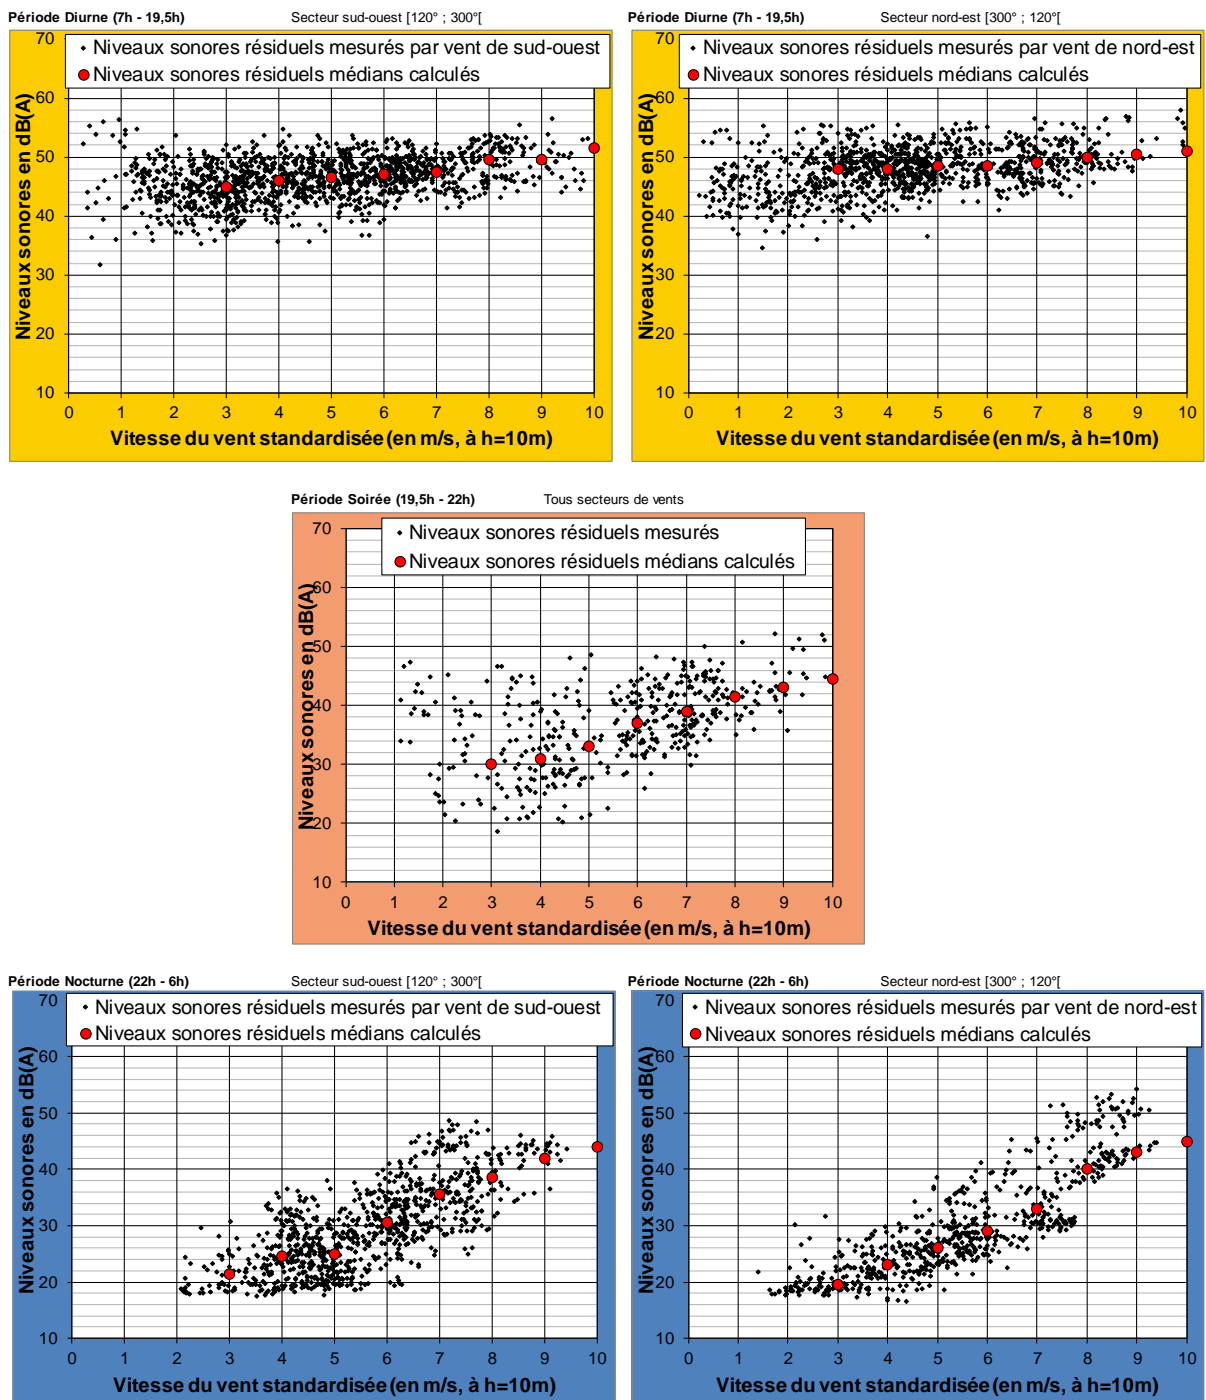 Période Diurne (7h - 19,5h) Secteur sud-ouest [120° ; 300°[
Niveaux sonores résiduels mesurés par vent de sud-ouest
Niveaux sonores résiduels médians calculés
Niveaux sonores en dB(A)
70
60
50
40
30
20
10
0 1 2 3 4 5 6 7 8 9 10
Vitesse du vent standardisée (en m/s, à h=10m)
Période Diurne (7h - 19,5h) Secteur nord-est [300° ; 120°[
Niveaux sonores résiduels mesurés par vent de nord-est
Niveaux sonores résiduels médians calculés
Niveaux sonores en dB(A)
70
60
50
40
30
20
10
0 1 2 3 4 5 6 7 8 9 10
Vitesse du vent standardisée (en m/s, à h=10m)
Période Soirée (19,5h - 22h) Tous secteurs de vents
Niveaux sonores résiduels mesurés
Niveaux sonores résiduels médians calculés
Niveaux sonores en dB(A)
70
60
50
40
30
20
10
0 1 2 3 4 5 6 7 8 9 10
Vitesse du vent standardisée (en m/s, à h=10m)
Période Nocturne (22h - 6h) Secteur sud-ouest [120° ; 300°[
Niveaux sonores résiduels mesurés par vent de sud-ouest
Niveaux sonores résiduels médians calculés
Niveaux sonores en dB(A)
70
60
50
40
30
20
10
0 1 2 3 4 5 6 7 8 9 10
Vitesse du vent standardisée (en m/s, à h=10m)
Période Nocturne (22h - 6h) Secteur nord-est [300° ; 120°[
Niveaux sonores résiduels mesurés par vent de nord-est
Niveaux sonores résiduels médians calculés
Niveaux sonores en dB(A)
70
60
50
40
30
20
10
0 1 2 3 4 5 6 7 8 9 10
Vitesse du vent standardisée (en m/s, à h=10m)